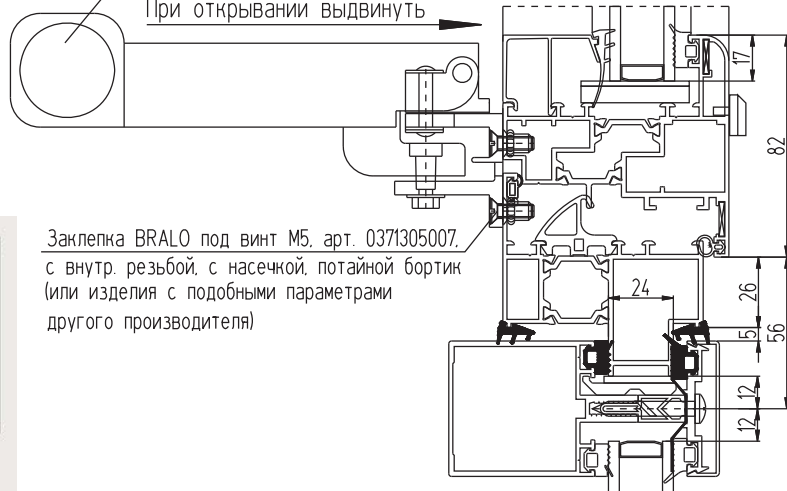 При открывании выдвинуть
17
82
Заклепка BRALO под винт М5, арт. 0371305007,
с внутр. резьбой, с насечкой, потайной бортик
(или изделия с подобными параметрами
другого производителя)
24
26
5
56
12
12